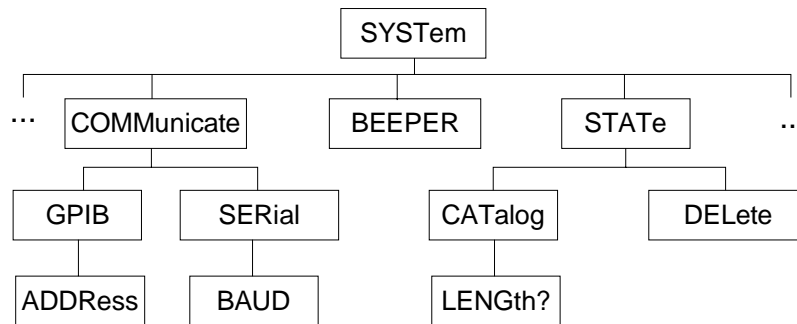 SYSTem
... COMMunicate BEEPER STATe ..
GPIB SERial CATalog DELete
ADDRess BAUD LENGth?